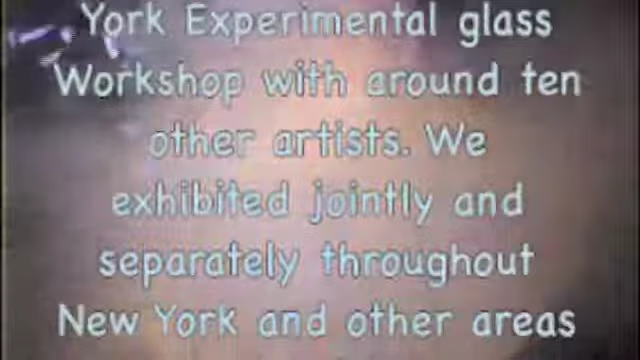 York Experimental glass
Workshop with around ten
other artists. We
exhibited jointly and
separately throughout
New York and other areas